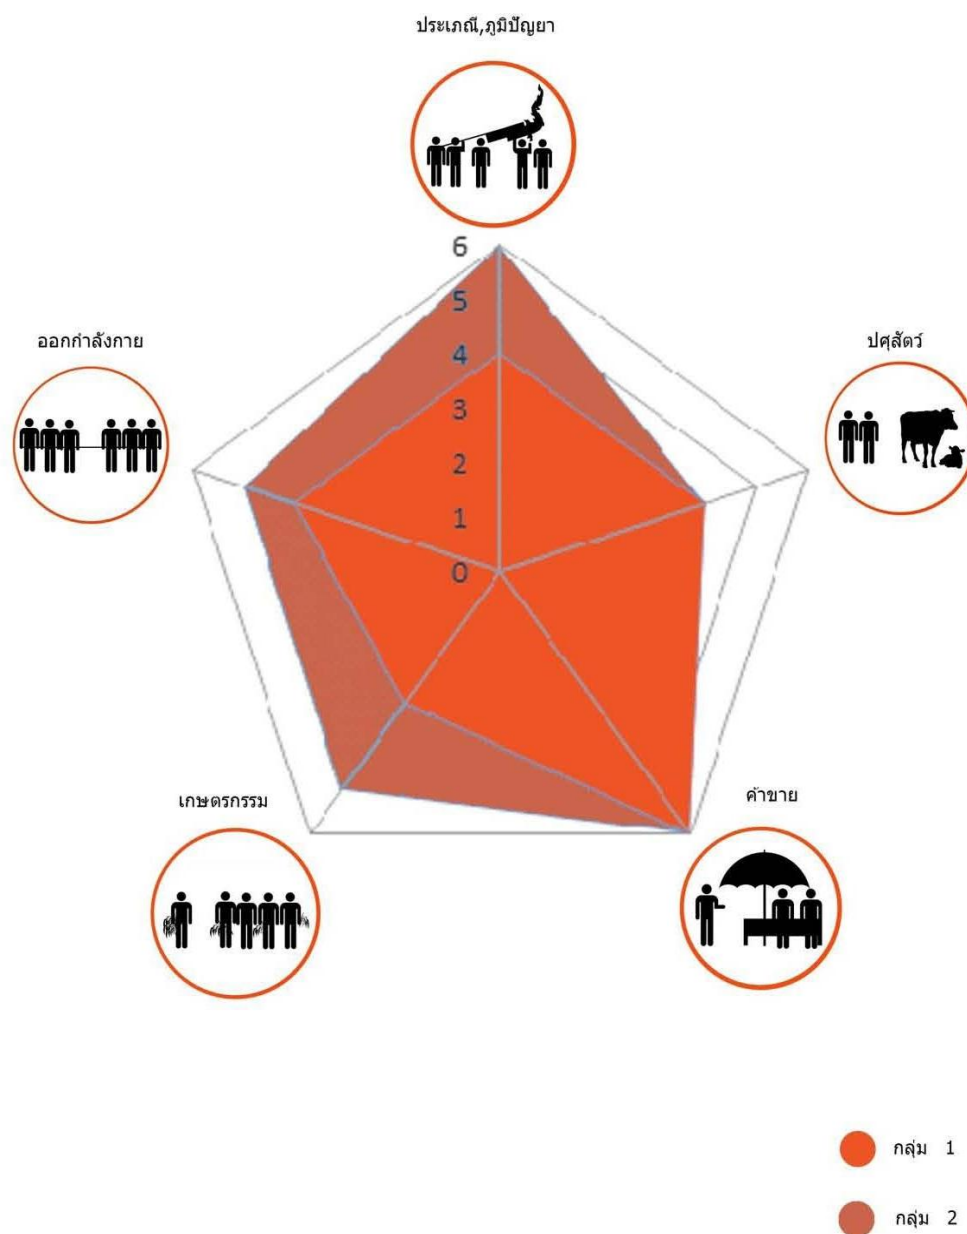 ประเภณี,ภูมิปัญยา
6
5
4
3
2
1
0
ออกกำลังกาย
ปศุสัตว์
เกษตรกรรม
ค้าขาย
กลุ่ม 1
กลุ่ม 2